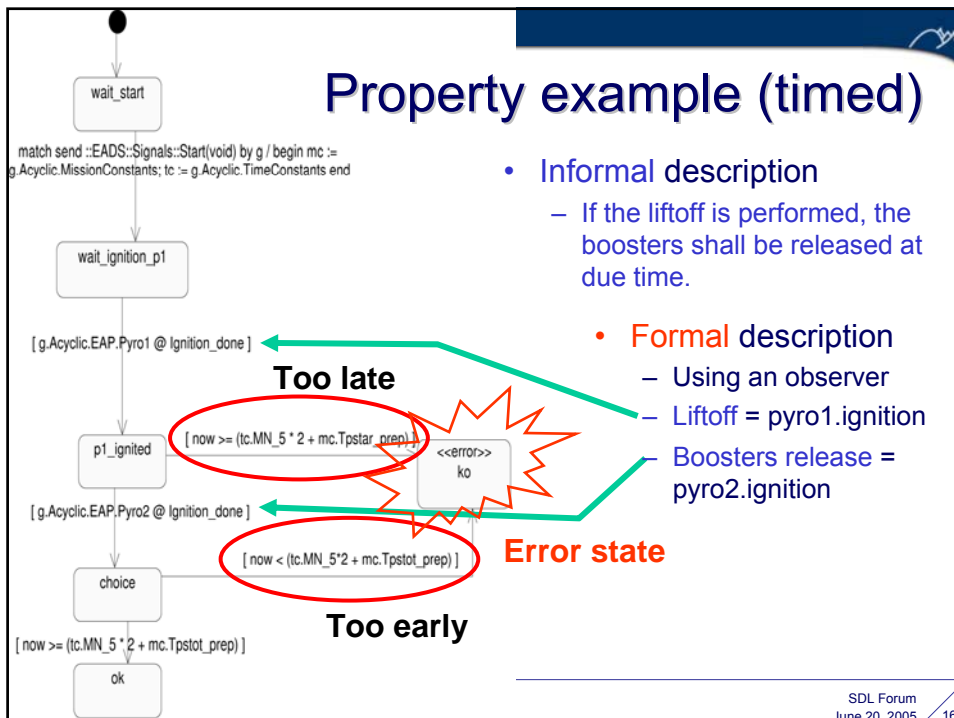 Property example (timed)
wait_start
match send ::EADS::Signals::Start(void) by g / begin mc :=
g.Acyclic.MissionConstants; tc := g.Acyclic.TimeConstants end
wait_ignition_p1
[ g.Acyclic.EAP.Pyro1 @ Ignition_done ]
Too late
[ now >= (tc.MN_5 * 2 + mc.Tpstar_prep) ]
p1_ignited
<<error>>
ko
[ g.Acyclic.EAP.Pyro2 @ Ignition_done ]
Error state
[ now < (tc.MN_5*2 + mc.Tpstot_prep) ]
choice
Too early
[ now >= (tc.MN_5 * 2 + mc.Tpstot_prep) ]
ok
• Informal description
– If the liftoff is performed, the
boosters shall be released at
due time.
• Formal description
– Using an observer
– Liftoff = pyro1.ignition
– Boosters release =
pyro2.ignition
SDL Forum
June 20, 2005
16